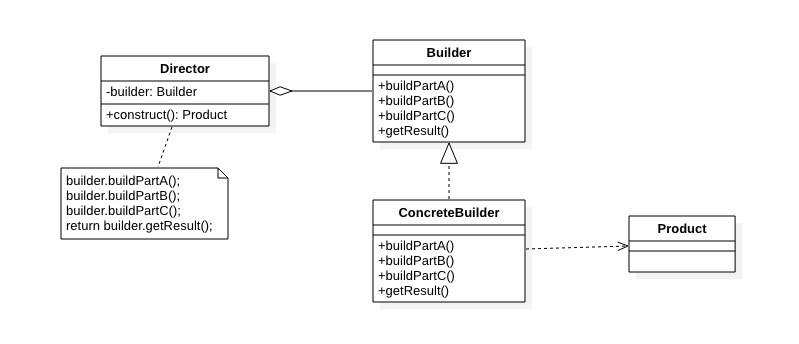 Director
-builder: Builder
+construct(): Product
builder.buildPartA();
builder.buildPartB();
builder.buildPartC();
return builder.getResult();
Builder
+buildPartA()
+buildPartB()
+buildPartC()
+getResult()
ConcreteBuilder
+buildPartA()
+buildPartB()
+buildPartC()
+getResult()
Product